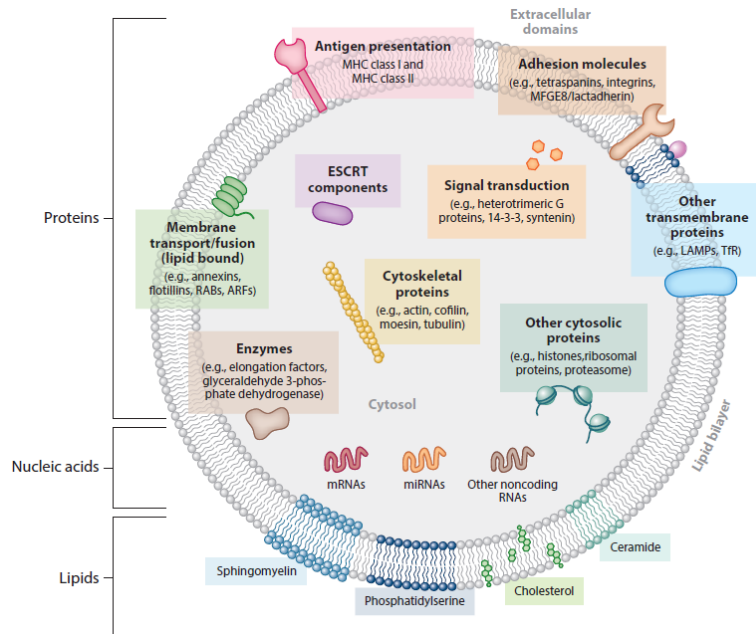 Extracellular
domains
Antigen presentation
MHC class I and
MHC class II
Adhesion molecules
(e.g., tetraspanins, integrins,
MFGE8/lactadherin)
ESCRT
components
Signal transduction
(e.g., heterotrimeric G
proteins, 14-3-3, syntenin)
Proteins
Membrane
transport/fusion
(lipid bound)
(e.g., annexins,
flotillins, RABs, ARFs)
Other
transmembrane
proteins
(e.g., LAMPs, TfR)
Cytoskeletal
proteins
(e.g., actin, cofilin,
moesin, tubulin)
Enzymes
(e.g., elongation factors,
glyceraldehyde 3-phos-
phate dehydrogenase)
Other cytosolic
proteins
(e.g., histones,ribosomal
proteins, proteasome)
Cytosol
Lipid bilayer
Nucleic acids
mRNAs
miRNAs
Other noncoding
RNAs
Lipids
Sphingomyelin
Phosphatidylserine
Cholesterol
Ceramide